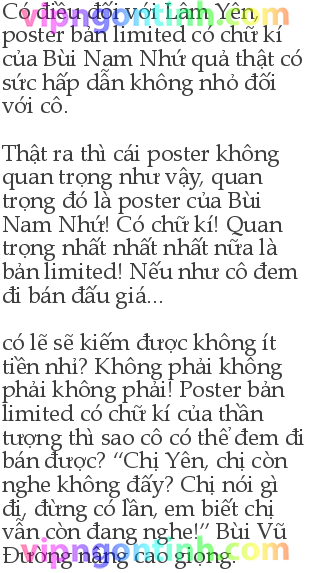 Có điều đối với Lâm Yên,
poster bản limited có chữ kí
của Bùi Nam Nhứ quả thật có
sức hấp dẫn không nhỏ đối
với cô.
Thật ra thì cái poster không
quan trọng như vậy, quan
trọng đó là poster của Bùi
Nam Nhứ! Có chữ kí! Quan
trọng nhất nhất nhất nữa là
bản limited! Nếu như cô đem
đi bán đấu giá...
có lẽ sẽ kiếm được không ít
tiền nhỉ? Không phải không
phải không phải! Poster bản
limited có chữ kí của thần
tượng thì sao cô có thể đem đi
bán được? “Chị Yên, chị còn
nghe không đấy? Chị nói gì
đi, đừng có lần, em biết chị
vẫn còn đang nghe!” Bùi Vũ
Đường nâng cao giọng.
vipngontinh.com
vipngontinh.com